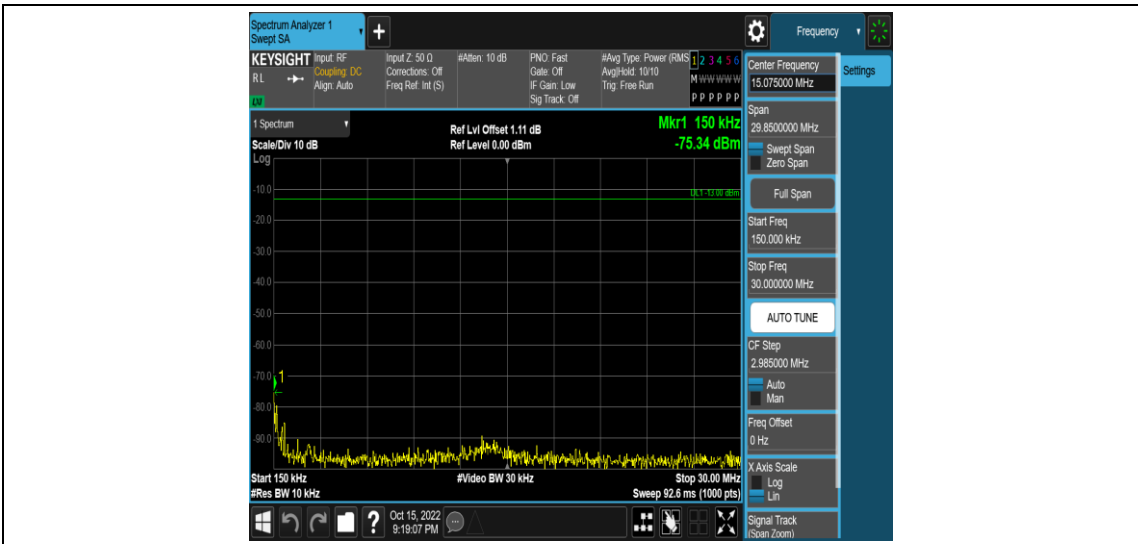 Spectrum Analyzer 1
Swept SA
+
Frequency
KEYSIGHT
RL
LXI
Input: RF
Coupling: DC
Align: Auto
Input Z: 50 Ω
Corrections: Off
Freq Ref: Int (S)
#Atten: 10 dB
PNO: Fast
Gate: Off
IF Gain: Low
Sig Track: Off
#Avg Type: Power (RMS
Avg|Hold: 10/10
Trig: Free Run
1 2 3 4 5 6
M W W W W W
P P P P P P
Center Frequency
15.075000 MHz
Settings
Span
29.8500000 MHz
Swept Span
Zero Span
Full Span
Start Freq
150.000 kHz
Stop Freq
30.000000 MHz
AUTO TUNE
CF Step
2.985000 MHz
Auto
Man
Freq Offset
0 Hz
X Axis Scale
Log
Lin
Signal Track
(Span Zoom)
1 Spectrum
Scale/Div 10 dB
Log
Ref Lvl Offset 1.11 dB
Ref Level 0.00 dBm
Mkr1 150 kHz
-75.34 dBm
DL1 -13.00 dBm
-10.0
-20.0
-30.0
-40.0
-50.0
-60.0
-70.0
1
-80.0
-90.0
Start 150 kHz
#Video BW 30 kHz
Stop 30.00 MHz
#Res BW 10 kHz
Sweep 92.6 ms (1000 pts)
?
Oct 15, 2022
9:19:07 PM